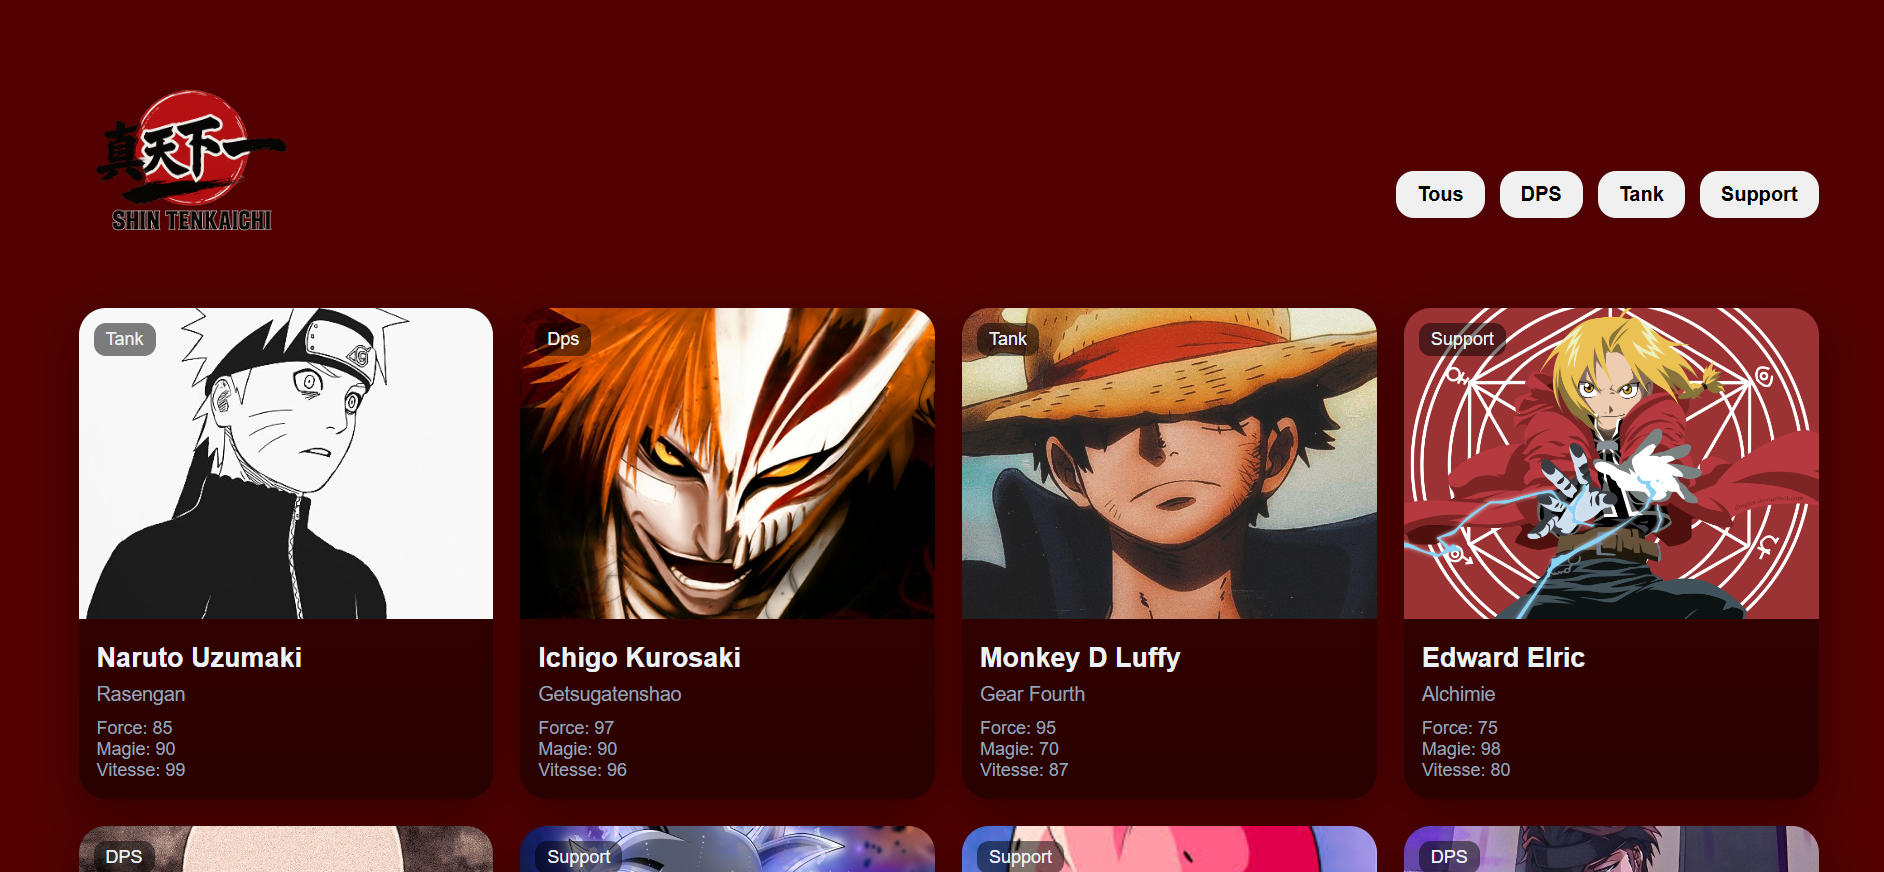 真天下一
SHIN TENKAICHI
Tous DPS Tank Support
Tank
Dps
Tank
Support
Naruto Uzumaki
Rasengan
Force: 85
Magie: 90
Vitesse: 99
Ichigo Kurosaki
Getsugatenshao
Force: 97
Magie: 90
Vitesse: 96
Monkey D Luffy
Gear Fourth
Force: 95
Magie: 70
Vitesse: 87
Edward Elric
Alchimie
Force: 75
Magie: 98
Vitesse: 80
DPS
Support
Support
DPS